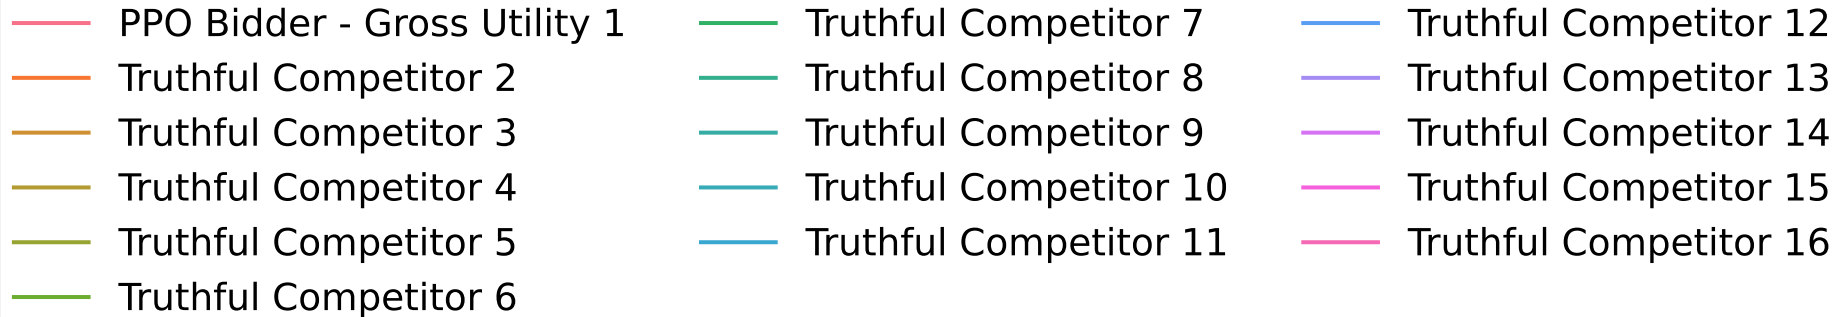 PPO Bidder - Gross Utility 1
Truthful Competitor 2
Truthful Competitor 3
Truthful Competitor 4
Truthful Competitor 5
Truthful Competitor 6
Truthful Competitor 7
Truthful Competitor 8
Truthful Competitor 9
Truthful Competitor 10
Truthful Competitor 11
Truthful Competitor 12
Truthful Competitor 13
Truthful Competitor 14
Truthful Competitor 15
Truthful Competitor 16